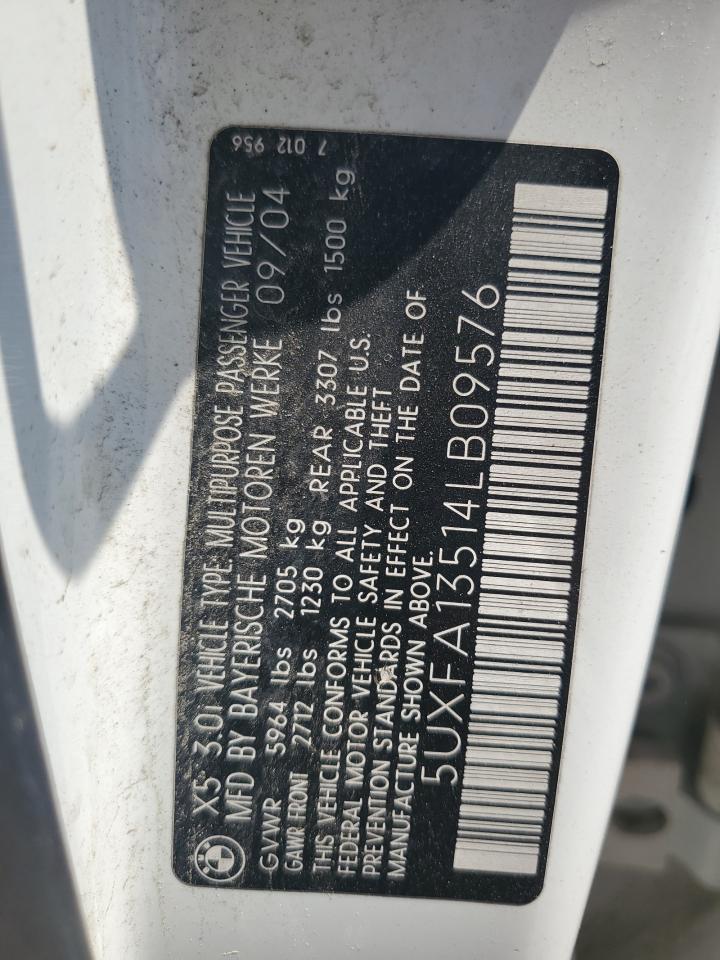 7 012 956
X5 3.0i VEHICLE TYPE: MULTIPURPOSE PASSENGER VEHICLE
MFD BY BAYERISCHE MOTOREN WERKE 09/04
GVWR 5964 lbs 2705 kg
GAWR FRONT 2712 lbs 1230 kg REAR 3307 lbs 1500 kg
THIS VEHICLE CONFORMS TO ALL APPLICABLE U.S.
FEDERAL MOTOR VEHICLE SAFETY AND THEFT
PREVENTION STANDARDS IN EFFECT ON THE DATE OF
MANUFACTURE SHOWN ABOVE.
5UXFA13514LB09576